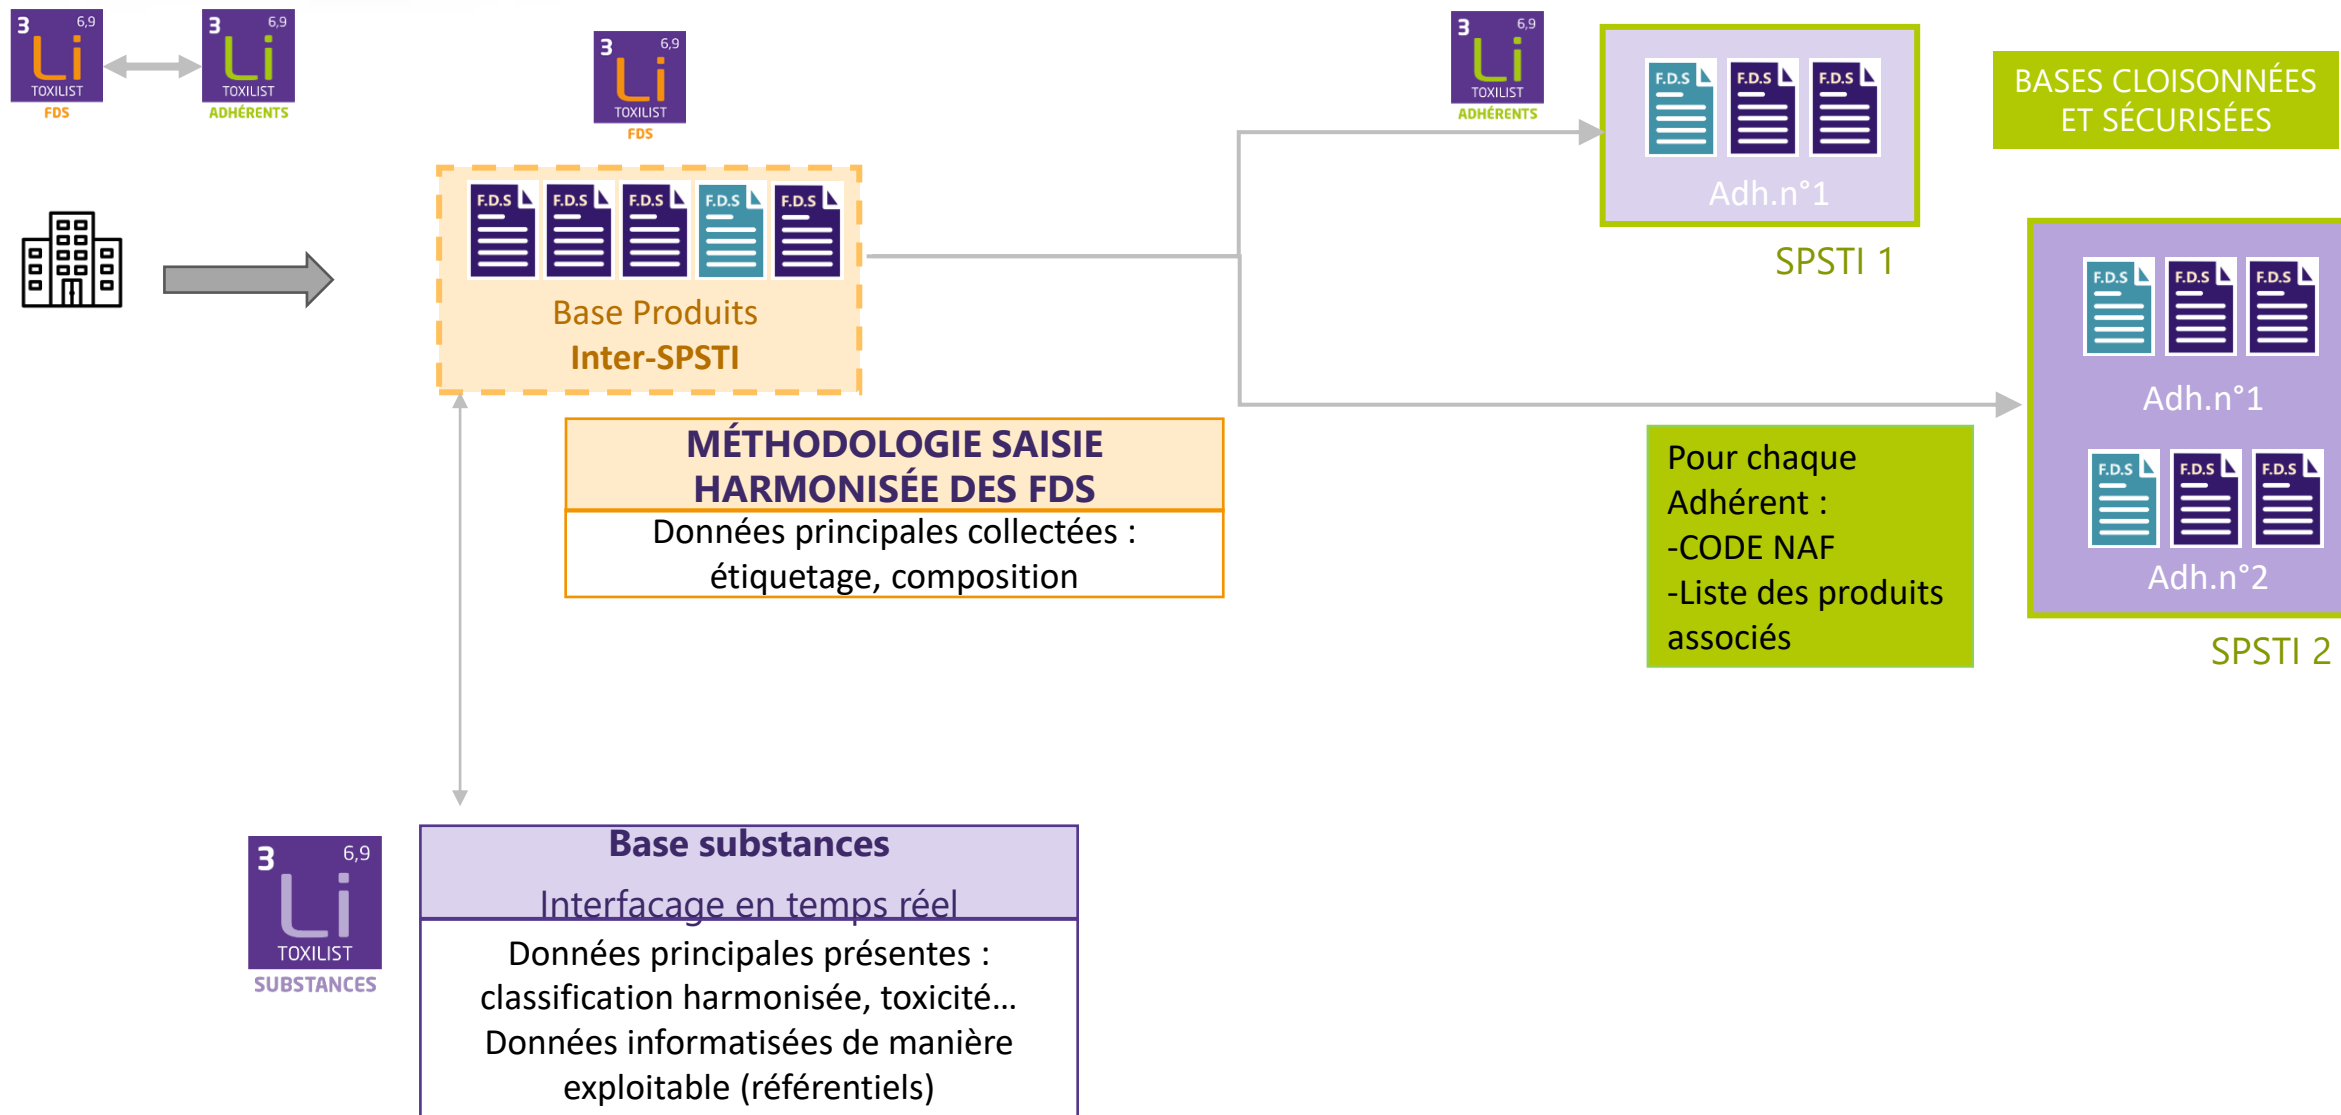 3 6,9
Li
TOXILIST
FDS
3 6,9
Li
TOXILIST
ADHÉRENTS
3 6,9
Li
TOXILIST
FDS
3 6,9
Li
TOXILIST
ADHÉRENTS
F.D.S F.D.S F.D.S
Adh.n°1
SPSTI 1
BASES CLOISONNÉES
ET SÉCURISÉES
F.D.S F.D.S F.D.S F.D.S F.D.S
Base Produits
Inter-SPSTI
F.D.S F.D.S F.D.S
Adh.n°1
F.D.S F.D.S F.D.S
Adh.n°2
SPSTI 2
MÉTHODOLOGIE SAISIE
HARMONISÉE DES FDS
Données principales collectées :
étiquetage, composition
Pour chaque
Adhérent :
-CODE NAF
-Liste des produits
associés
3 6,9
Li
TOXILIST
SUBSTANCES
Base substances
Interfacage en temps réel
Données principales présentes :
classification harmonisée, toxicité...
Données informatisées de manière
exploitable (référentiels)